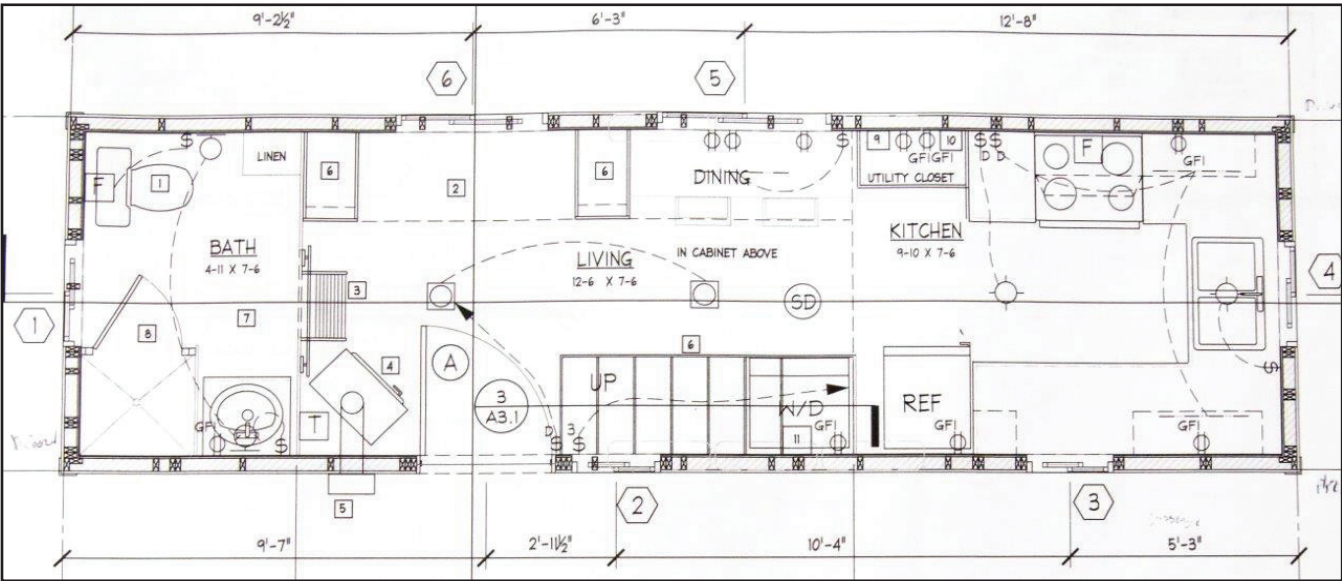 9'-2½" 6'-3" 12'-8"
6 5
$ $ 9 10 $$
LINEN GFI GFI D D F GFI
F 1 6 2 6 DINING UTILITY CLOSET
BATH KITCHEN
4-11 X 7-6 9-10 X 7-6
LIVING IN CABINET ABOVE
12-6 X 7-6
3 SD 4
1 8 7 6
4 A
UP
3
A3.1 W/D REF
T D 3
GFI $ $ $ GFI GFI GFI $
11
5 2 3
9'-7" 2'-11½" 10'-4" 5'-3"